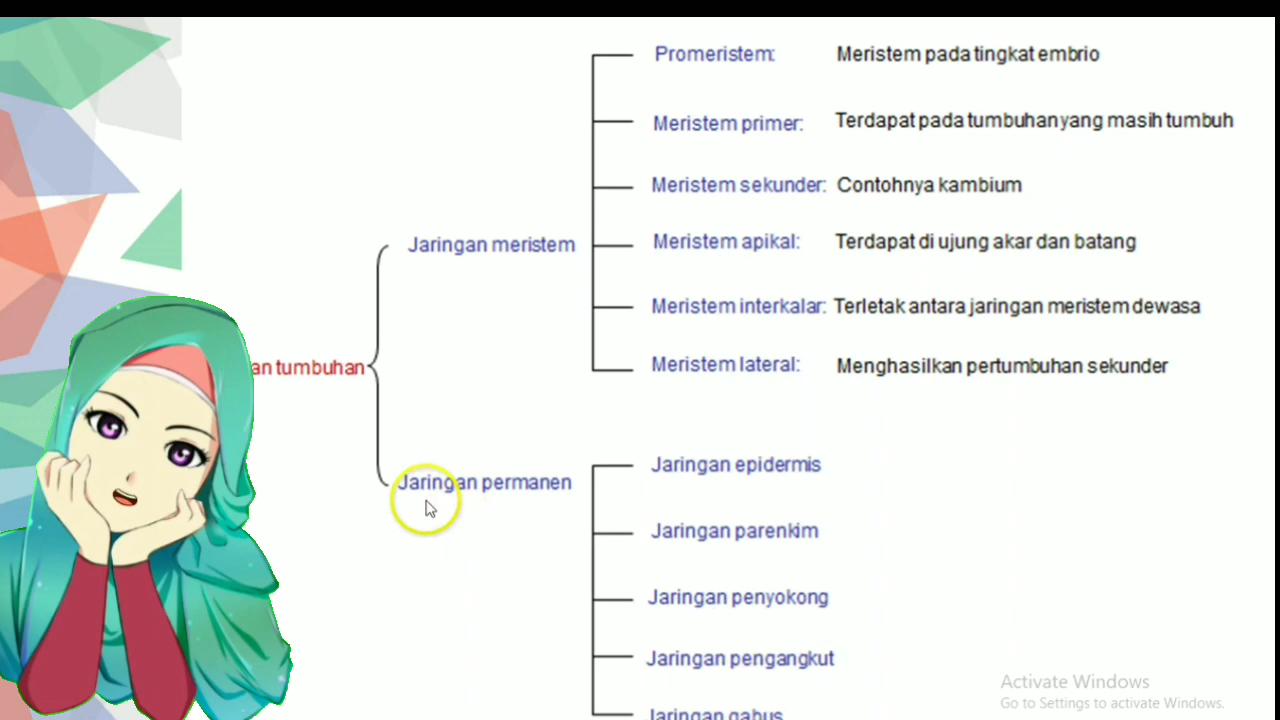 Promeristem: Meristem pada tingkat embrio
Meristem primer: Terdapat pada tumbuhan yang masih tumbuh
Meristem sekunder: Contohnya kambium
Jaringan meristem
Meristem apikal: Terdapat di ujung akar dan batang
Meristem interkalar: Terletak antara jaringan meristem dewasa
an tumbuhan
Meristem lateral: Menghasilkan pertumbuhan sekunder
Jaringan permanen
Jaringan epidermis
Jaringan parenkim
Jaringan penyokong
Jaringan pengangkut
Jaringan gabus
Activate Windows
Go to Settings to activate Windows.